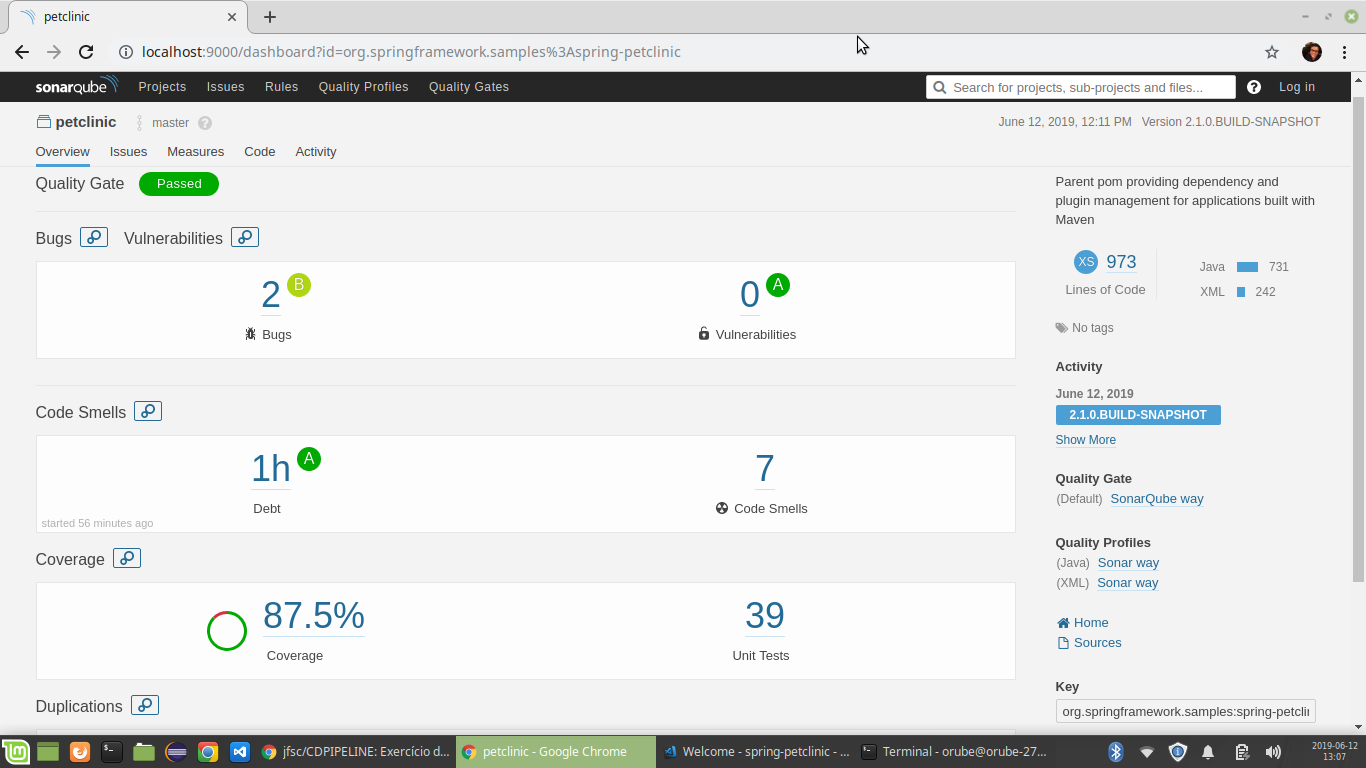 petclinic
localhost:9000/dashboard?id=org.springframework.samples%3Aspring-petclinic
sonarqube Projects Issues Rules Quality Profiles Quality Gates Search for projects, sub-projects and files... Log in
petclinic master June 12, 2019, 12:11 PM Version 2.1.0.BUILD-SNAPSHOT
Overview Issues Measures Code Activity
Quality Gate Passed
Bugs Vulnerabilities
2 B 0 A
Bugs Vulnerabilities
Code Smells
1h A 7
Debt Code Smells
started 56 minutes ago
Coverage
87.5% 39
Coverage Unit Tests
Duplications
Parent pom providing dependency and
plugin management for applications built with
Maven
XS 973
Lines of Code
Java 731
XML 242
No tags
Activity
June 12, 2019
2.1.0.BUILD-SNAPSHOT
Show More
Quality Gate
(Default) SonarQube way
Quality Profiles
(Java) Sonar way
(XML) Sonar way
Home
Sources
Key
org.springframework.samples:spring-petclin
jfsc/CDPIPELINE: Exercício d... petclinic - Google Chrome Welcome - spring-petclinic - ... Terminal - orube@orube-27...
2019-06-12
13:07